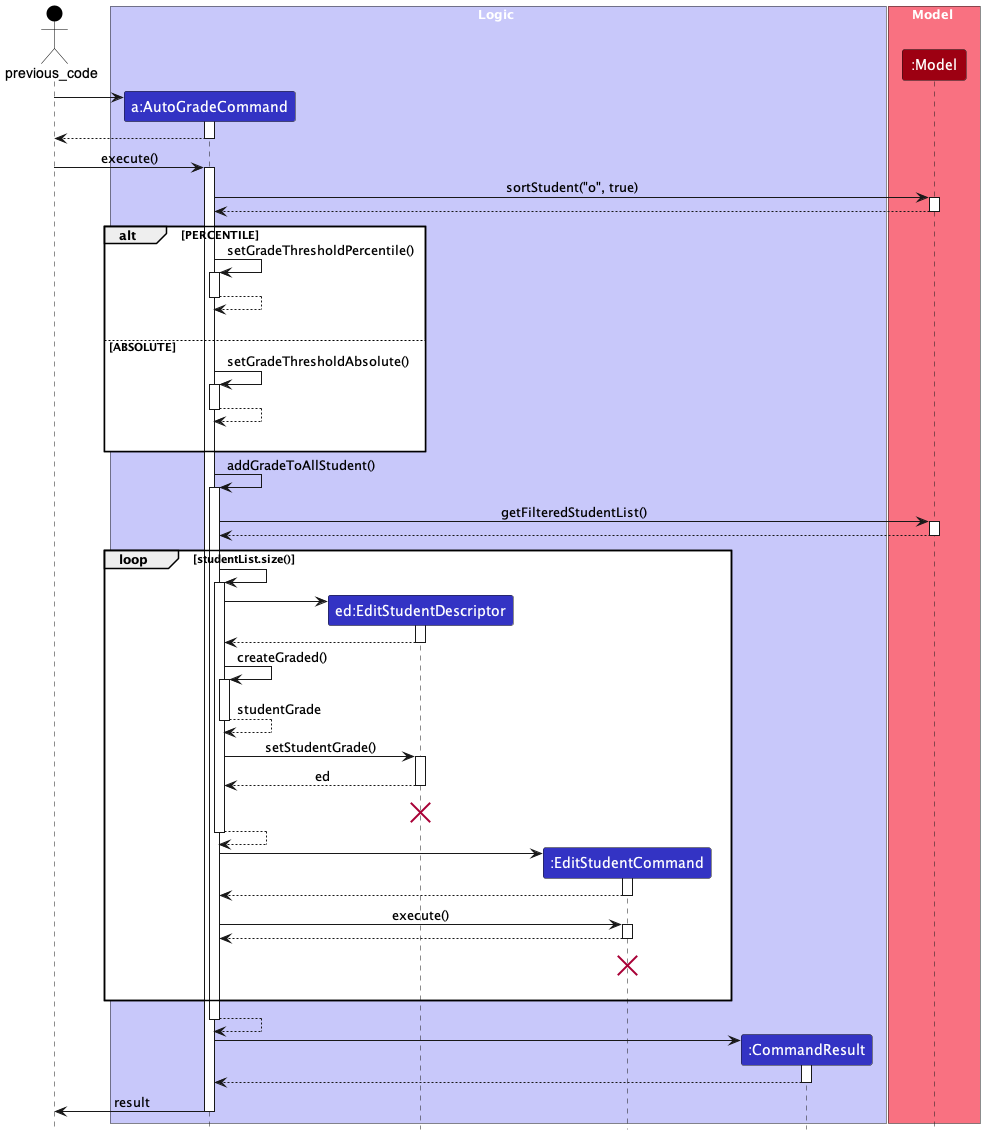 Logic
Model
previous_code
:Model
a:AutoGradeCommand
execute()
sortStudent("o", true)
alt
[PERCENTILE]
setGradeThresholdPercentile()
[ABSOLUTE]
setGradeThresholdAbsolute()
addGradeToAllStudent()
getFilteredStudentList()
loop
[studentList.size()]
ed:EditStudentDescriptor
createGraded()
studentGrade
setStudentGrade()
ed
:EditStudentCommand
execute()
:CommandResult
result